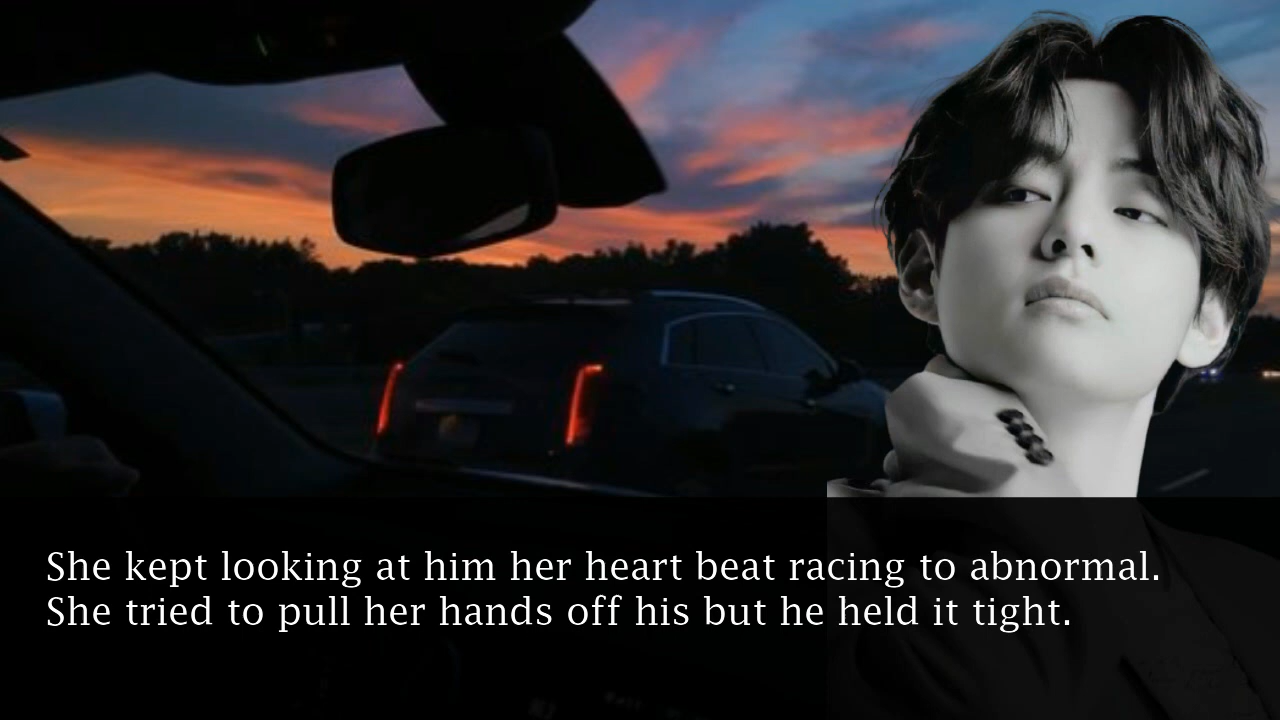 She kept looking at him her heart beat racing to abnormal.
She tried to pull her hands off his but he held it tight.